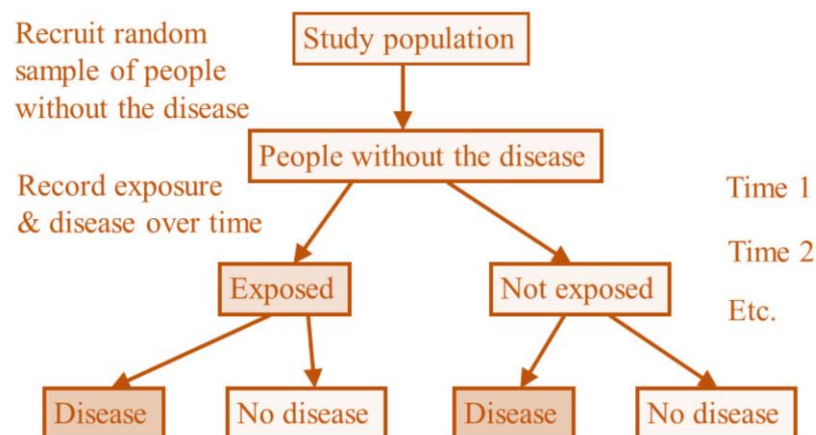 Recruit random
sample of people
without the disease
Study population
People without the disease
Record exposure
& disease over time
Time 1
Time 2
Etc.
Exposed
Not exposed
Disease
No disease
Disease
No disease